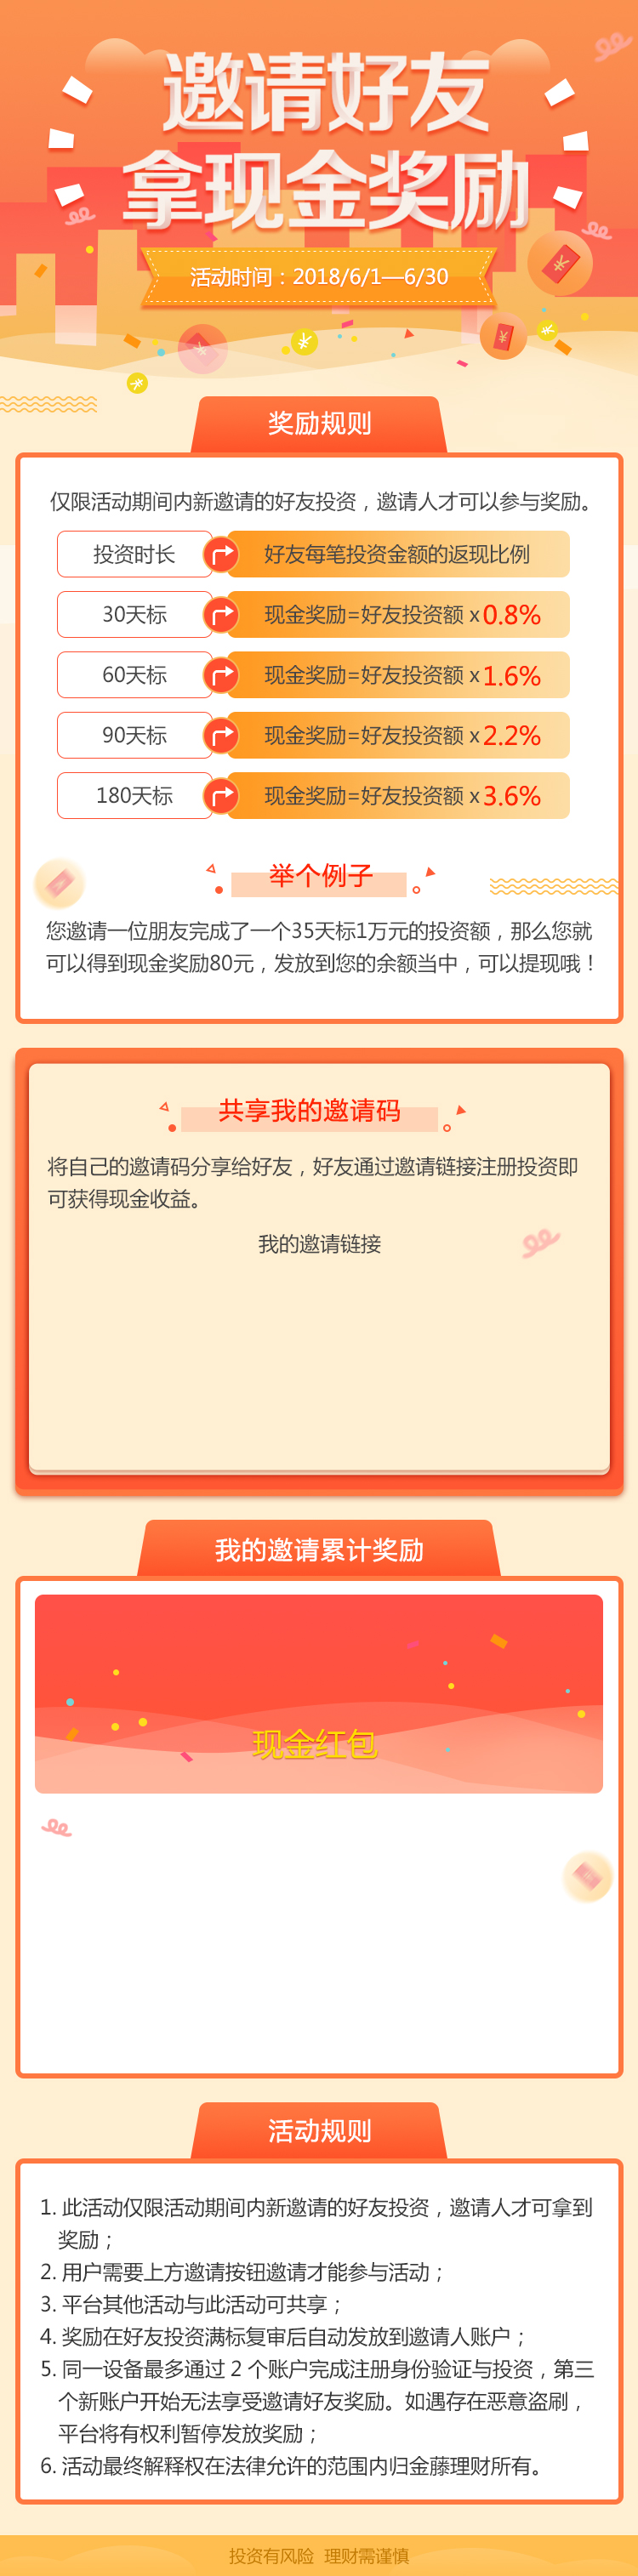 邀请好友
拿现金奖励
活动时间：2018/6/1—6/30
奖励规则
仅限活动期间内新邀请的好友投资，邀请人才可以参与奖励。
投资时长 好友每笔投资金额的返现比例
30天标 现金奖励=好友投资额 x 0.8%
60天标 现金奖励=好友投资额 x 1.6%
90天标 现金奖励=好友投资额 x 2.2%
180天标 现金奖励=好友投资额 x 3.6%
举个例子
您邀请一位朋友完成了一个35天标1万元的投资额，那么您就
可以得到现金奖励80元，发放到您的余额当中，可以提现哦！
共享我的邀请码
将自己的邀请码分享给好友，好友通过邀请链接注册投资即
可获得现金收益。
我的邀请链接
我的邀请累计奖励
现金红包
活动规则
1. 此活动仅限活动期间内新邀请的好友投资，邀请人才可拿到
奖励；
2. 用户需要上方邀请按钮邀请才能参与活动；
3. 平台其他活动与此活动可共享；
4. 奖励在好友投资满标复审后自动发放到邀请人账户；
5. 同一设备最多通过 2 个账户完成注册身份验证与投资，第三
个新账户开始无法享受邀请好友奖励。如遇存在恶意盗刷，
平台将有权利暂停发放奖励；
6. 活动最终解释权在法律允许的范围内归金藤理财所有。
投资有风险 理财需谨慎